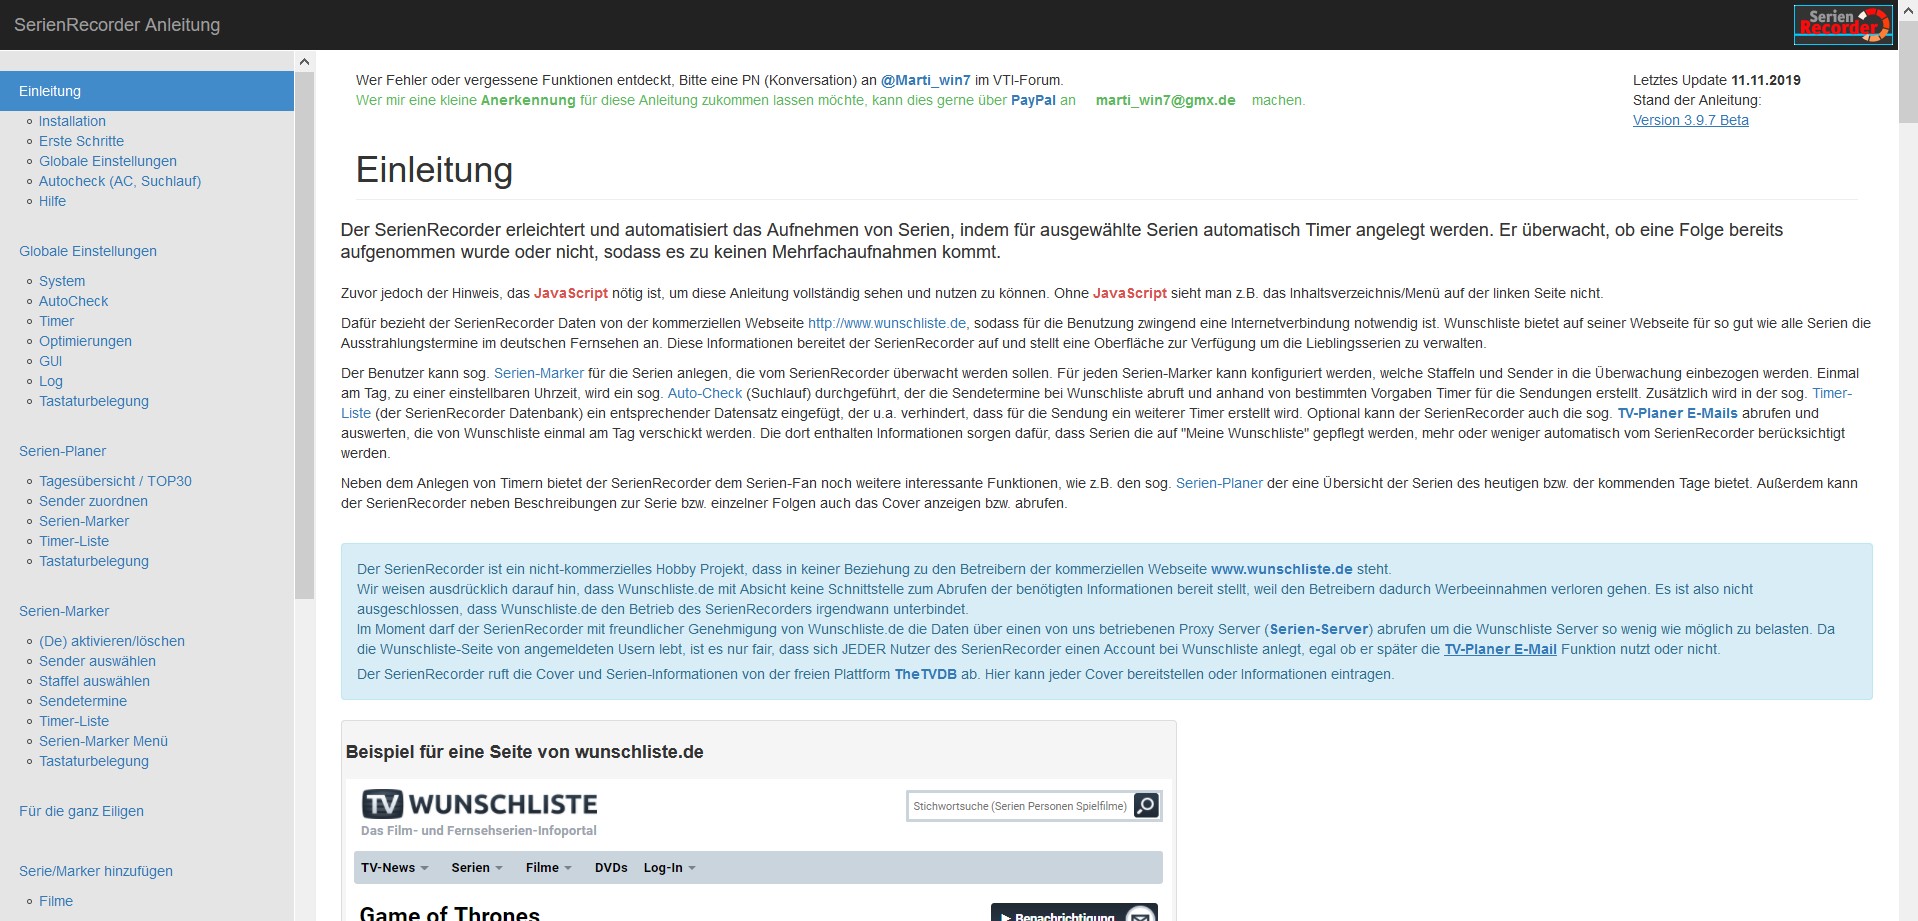 SerienRecorder Anleitung
Serien
Recorder
Einleitung
Installation
Erste Schritte
Globale Einstellungen
Autocheck (AC, Suchlauf)
Hilfe
Globale Einstellungen
System
AutoCheck
Timer
Optimierungen
GUI
Log
Tastaturbelegung
Serien-Planer
Tagesübersicht / TOP30
Sender zuordnen
Serien-Marker
Timer-Liste
Tastaturbelegung
Serien-Marker
(De) aktivieren/löschen
Sender auswählen
Staffel auswählen
Sendetermine
Timer-Liste
Serien-Marker Menü
Tastaturbelegung
Für die ganz Eiligen
Serie/Marker hinzufügen
Filme
Wer Fehler oder vergessene Funktionen entdeckt, Bitte eine PN (Konversation) an @Marti_win7 im VTI-Forum.
Wer mir eine kleine Anerkennung für diese Anleitung zukommen lassen möchte, kann dies gerne über PayPal an marti_win7@gmx.de machen.
Letztes Update 11.11.2019
Stand der Anleitung:
Version 3.9.7 Beta
Einleitung
Der SerienRecorder erleichtert und automatisiert das Aufnehmen von Serien, indem für ausgewählte Serien automatisch Timer angelegt werden. Er überwacht, ob eine Folge bereits
aufgenommen wurde oder nicht, sodass es zu keinen Mehrfachaufnahmen kommt.
Zuvor jedoch der Hinweis, das JavaScript nötig ist, um diese Anleitung vollständig sehen und nutzen zu können. Ohne JavaScript sieht man z.B. das Inhaltsverzeichnis/Menü auf der linken Seite nicht.
Dafür bezieht der SerienRecorder Daten von der kommerziellen Webseite http://www.wunschliste.de, sodass für die Benutzung zwingend eine Internetverbindung notwendig ist. Wunschliste bietet auf seiner Webseite für so gut wie alle Serien die
Ausstrahlungstermine im deutschen Fernsehen an. Diese Informationen bereitet der SerienRecorder auf und stellt eine Oberfläche zur Verfügung um die Lieblingsserien zu verwalten.
Der Benutzer kann sog. Serien-Marker für die Serien anlegen, die vom SerienRecorder überwacht werden sollen. Für jeden Serien-Marker kann konfiguriert werden, welche Staffeln und Sender in die Überwachung einbezogen werden. Einmal
am Tag, zu einer einstellbaren Uhrzeit, wird ein sog. Auto-Check (Suchlauf) durchgeführt, der die Sendetermine bei Wunschliste abruft und anhand von bestimmten Vorgaben Timer für die Sendungen erstellt. Zusätzlich wird in der sog. Timer-
Liste (der SerienRecorder Datenbank) ein entsprechender Datensatz eingefügt, der u.a. verhindert, dass für die Sendung ein weiterer Timer erstellt wird. Optional kann der SerienRecorder auch die sog. TV-Planer E-Mails abrufen und
auswerten, die von Wunschliste einmal am Tag verschickt werden. Die dort enthalten Informationen sorgen dafür, dass Serien die auf "Meine Wunschliste" gepflegt werden, mehr oder weniger automatisch vom SerienRecorder berücksichtigt
werden.
Neben dem Anlegen von Timern bietet der SerienRecorder dem Serien-Fan noch weitere interessante Funktionen, wie z.B. den sog. Serien-Planer der eine Übersicht der Serien des heutigen bzw. der kommenden Tage bietet. Außerdem kann
der SerienRecorder neben Beschreibungen zur Serie bzw. einzelner Folgen auch das Cover anzeigen bzw. abrufen.
Der SerienRecorder ist ein nicht-kommerzielles Hobby Projekt, dass in keiner Beziehung zu den Betreibern der kommerziellen Webseite www.wunschliste.de steht.
Wir weisen ausdrücklich darauf hin, dass Wunschliste.de mit Absicht keine Schnittstelle zum Abrufen der benötigten Informationen bereit stellt, weil den Betreibern dadurch Werbeeinnahmen verloren gehen. Es ist also nicht
ausgeschlossen, dass Wunschliste.de den Betrieb des SerienRecorders irgendwann unterbindet.
Im Moment darf der SerienRecorder mit freundlicher Genehmigung von Wunschliste.de die Daten über einen von uns betriebenen Proxy Server (Serien-Server) abrufen um die Wunschliste Server so wenig wie möglich zu belasten. Da
die Wunschliste-Seite von angemeldeten Usern lebt, ist es nur fair, dass sich JEDER Nutzer des SerienRecorder einen Account bei Wunschliste anlegt, egal ob er später die TV-Planer E-Mail Funktion nutzt oder nicht.
Der SerienRecorder ruft die Cover und Serien-Informationen von der freien Plattform TheTVDB ab. Hier kann jeder Cover bereitstellen oder Informationen eintragen.
Beispiel für eine Seite von wunschliste.de
TV WUNSCHLISTE
Das Film- und Fernsehserien-Infoportal
Stichwortsuche (Serien Personen Spielfilme)
TV-News Serien Filme DVDs Log-In
Game of Thrones
Benachrichtigung